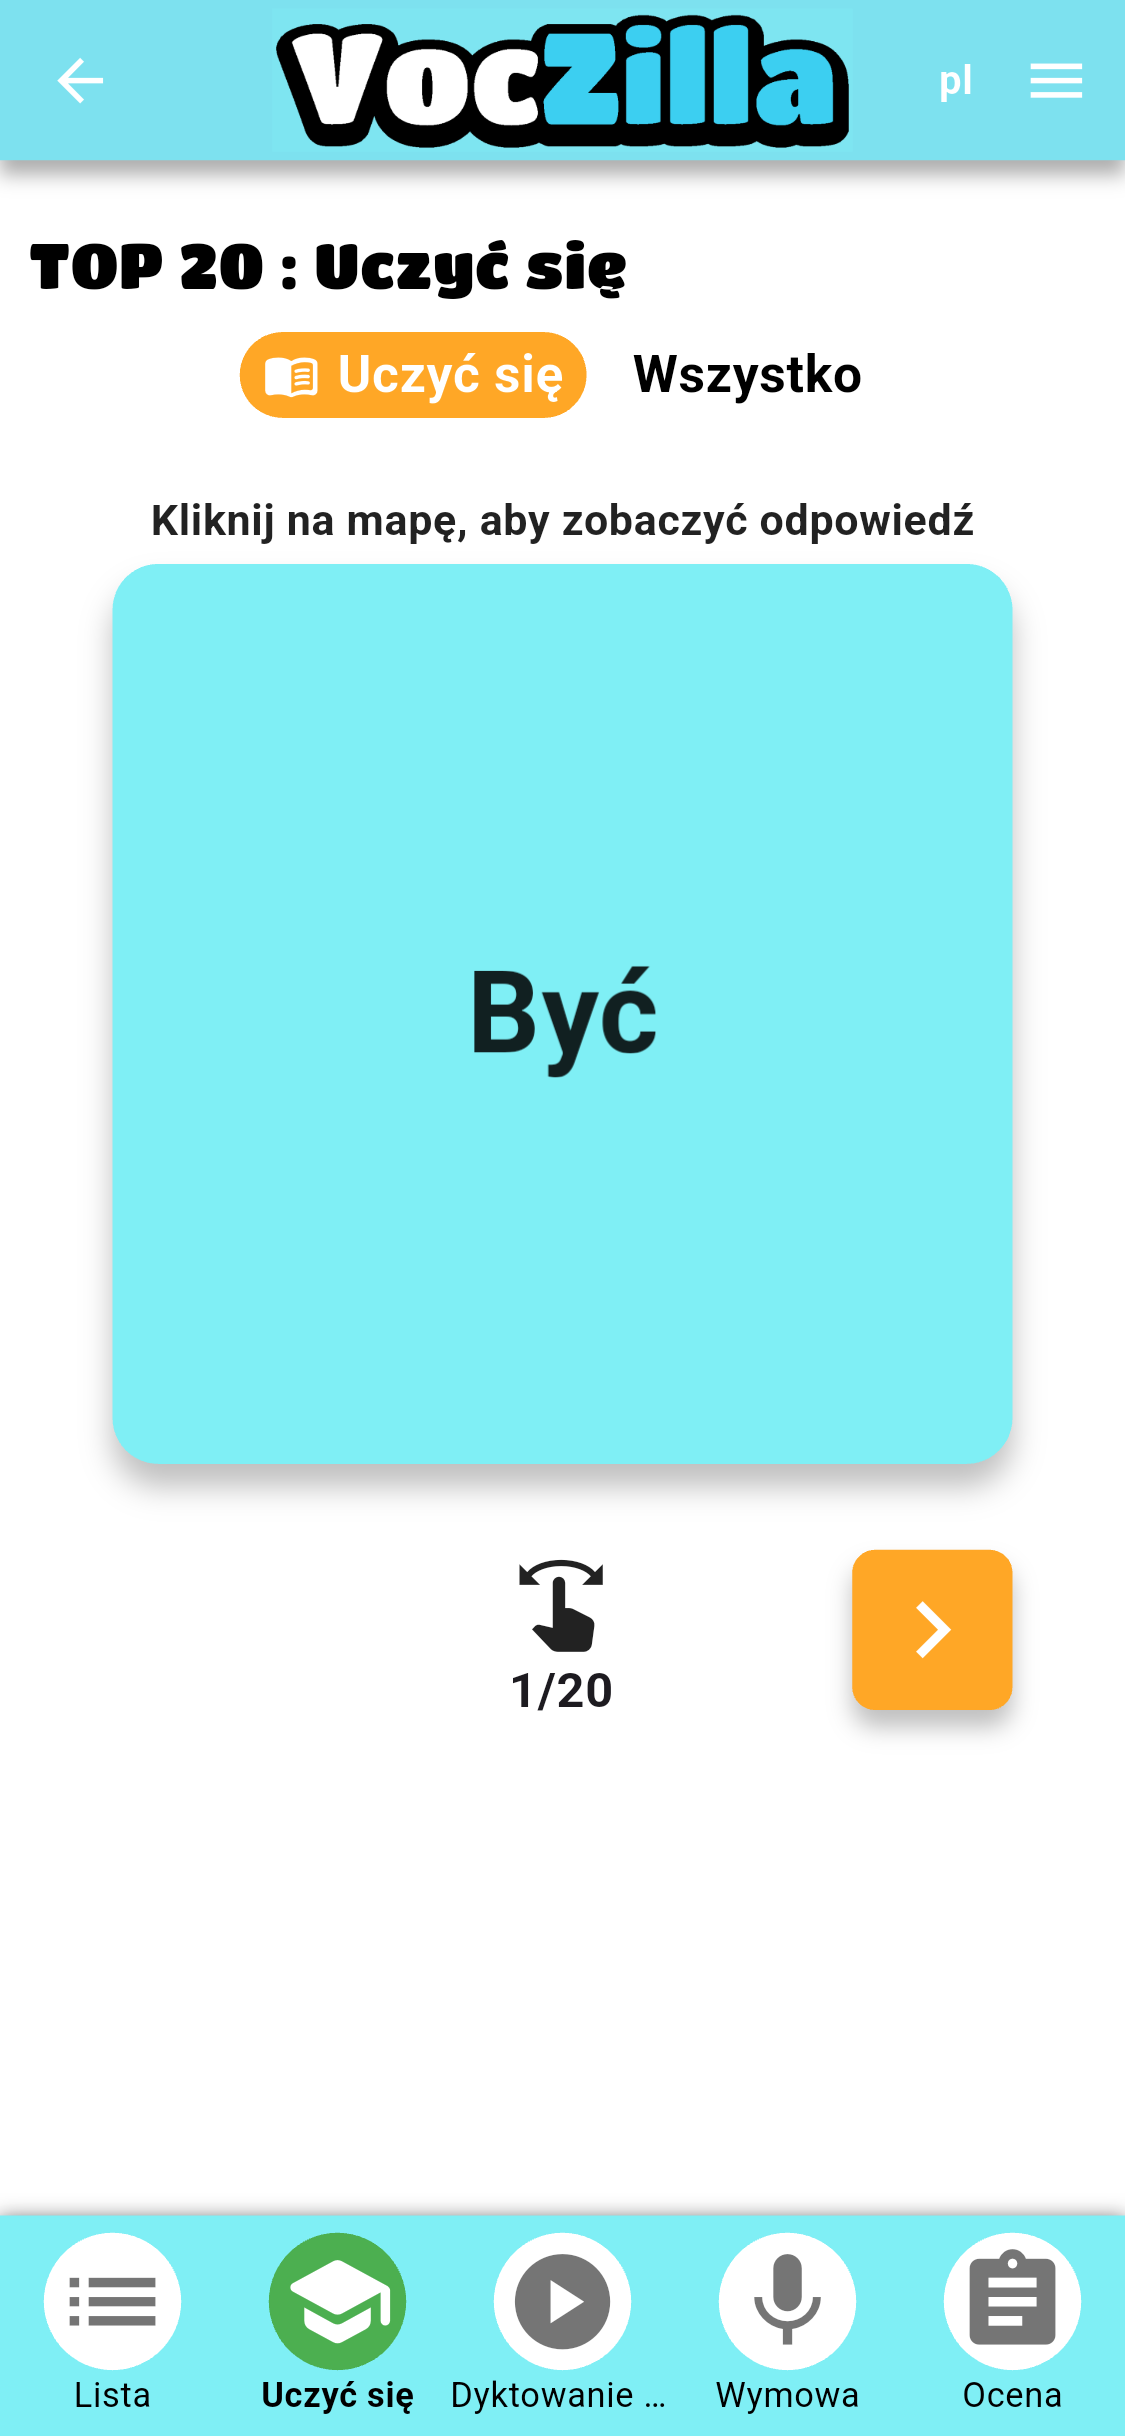 VocZilla
pl
TOP 20 : Uczyć się
Uczyć się
Wszystko
Kliknij na mapę, aby zobaczyć odpowiedź
Być
1/20
Lista
Uczyć się
Dyktowanie ...
Wymowa
Ocena